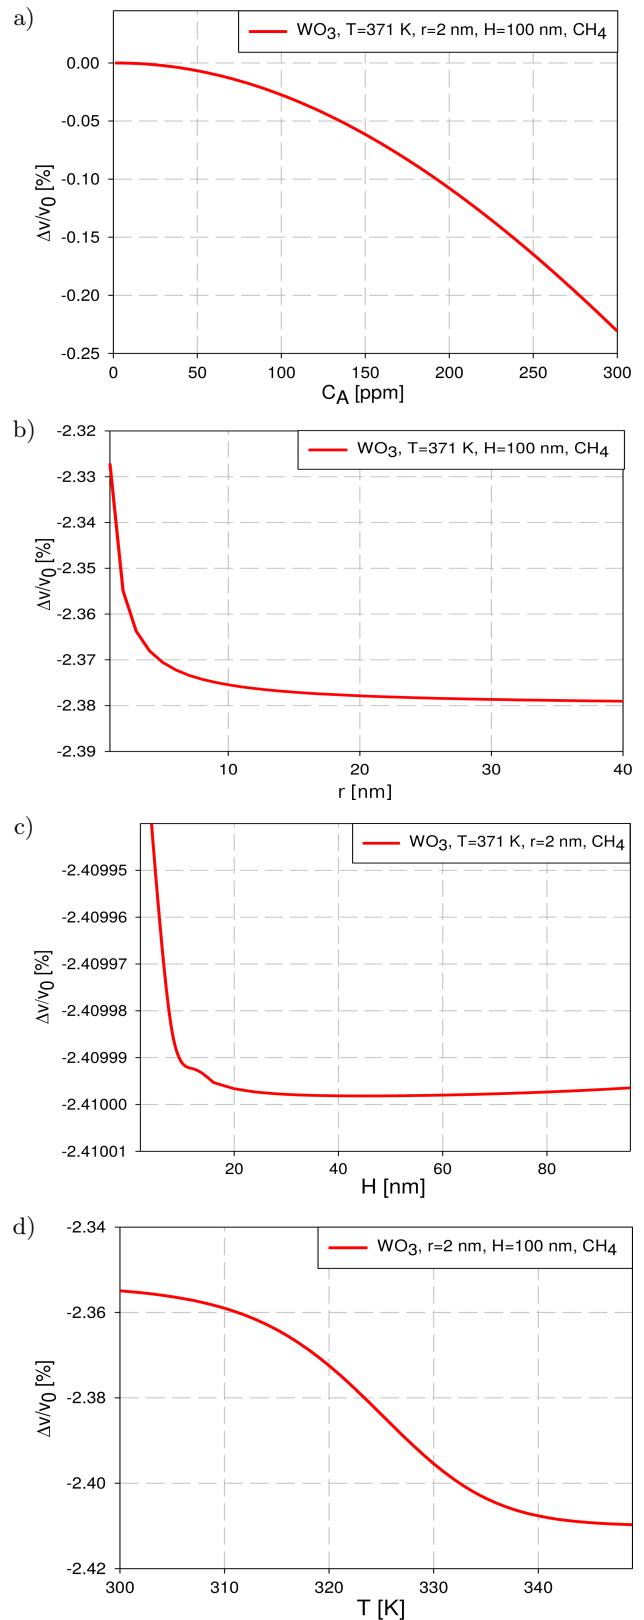 a)
WO3, T=371 K, r=2 nm, H=100 nm, CH4
0.00
-0.05
-0.10
-0.15
-0.20
-0.25
Δv/v0 [%]
0 50 100 150 200 250 300
CA [ppm]
b)
-2.32
WO3, T=371 K, H=100 nm, CH4
-2.33
-2.34
-2.35
-2.36
-2.37
-2.38
-2.39
Δv/v0 [%]
10 20 30 40
r [nm]
c)
WO3, T=371 K, r=2 nm, CH4
-2.40995
-2.40996
-2.40997
-2.40998
-2.40999
-2.41000
-2.41001
Δv/v0 [%]
20 40 60 80
H [nm]
d)
-2.34
WO3, r=2 nm, H=100 nm, CH4
-2.36
-2.38
-2.40
-2.42
Δv/v0 [%]
300 310 320 330 340
T [K]